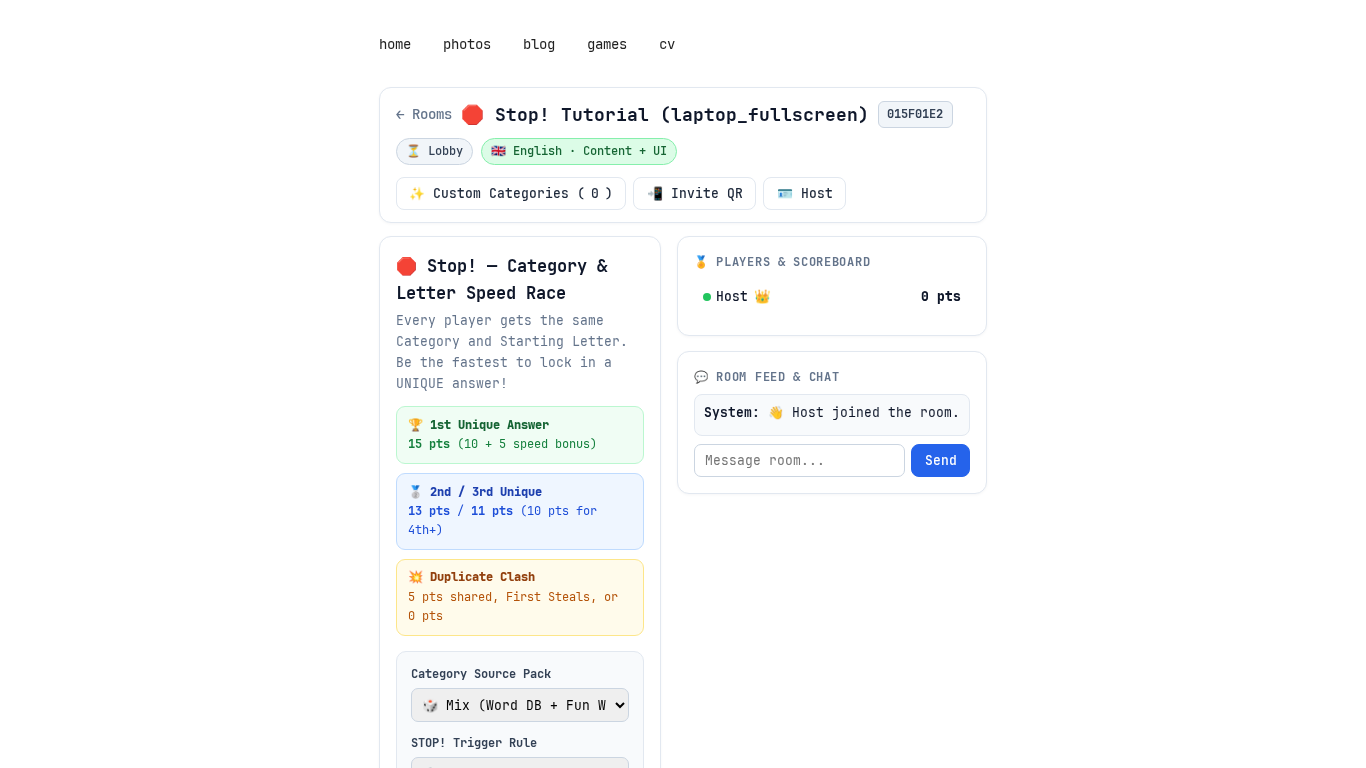 home photos blog games cv
← Rooms 🛑 Stop! Tutorial (laptop_fullscreen) 015F01E2
⏳ Lobby 🇬🇧 English · Content + UI
✨ Custom Categories ( 0 ) 📲 Invite QR 🪪 Host
🛑 Stop! — Category &
Letter Speed Race
Every player gets the same
Category and Starting Letter.
Be the fastest to lock in a
UNIQUE answer!
🏆 1st Unique Answer
15 pts (10 + 5 speed bonus)
🥈 2nd / 3rd Unique
13 pts / 11 pts (10 pts for
4th+)
💥 Duplicate Clash
5 pts shared, First Steals, or
0 pts
Category Source Pack
🎲 Mix (Word DB + Fun W
STOP! Trigger Rule
🏅 PLAYERS & SCOREBOARD
Host 👑 0 pts
💬 ROOM FEED & CHAT
System: 👋 Host joined the room.
Message room... Send